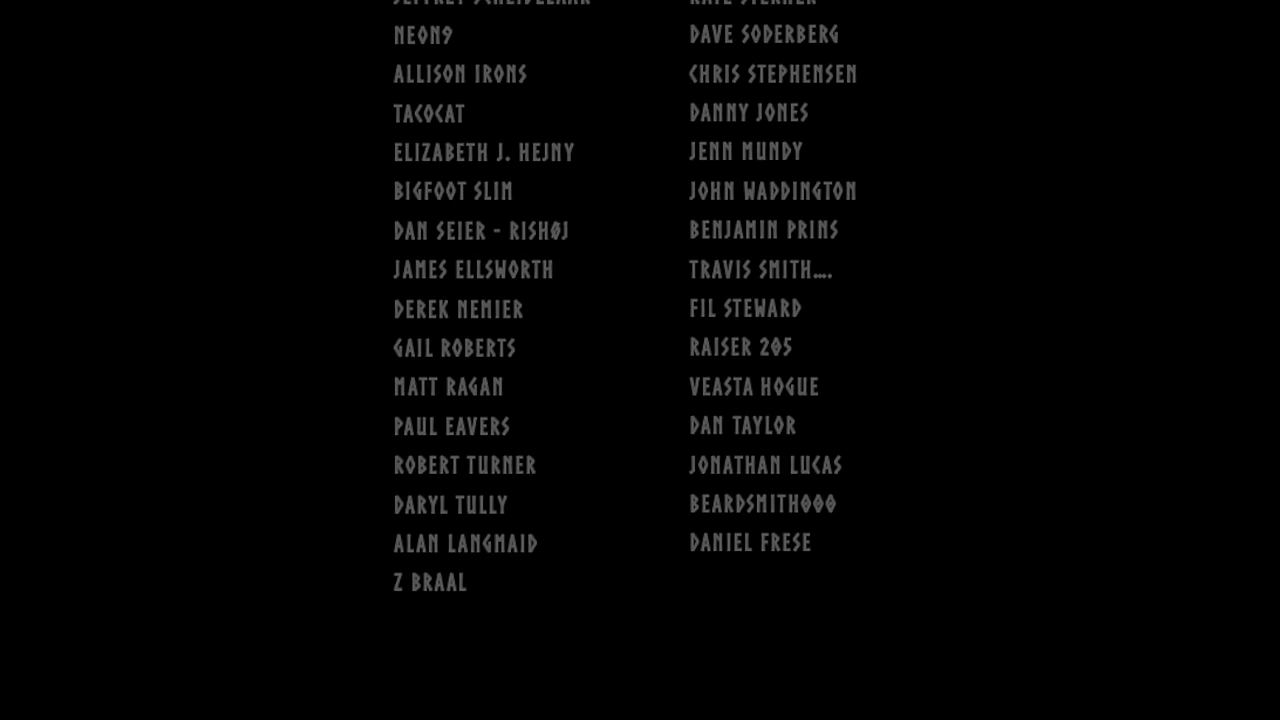 NEON9
ALLISON IRONS
TACOCAT
ELIZABETH J. HEJNY
BIGFOOT SLIM
DAN SEIER - RISHØJ
JAMES ELLSWORTH
DEREK NEMIER
GAIL ROBERTS
MATT RAGAN
PAUL EAVERS
ROBERT TURNER
DARYL TULLY
ALAN LANGMAID
Z BRAAL
DAVE SODERBERG
CHRIS STEPHENSEN
DANNY JONES
JENN MUNDY
JOHN WADDINGTON
BENJAMIN PRINS
TRAVIS SMITH....
FIL STEWARD
RAISER 205
VEASTA HOGUE
DAN TAYLOR
JONATHAN LUCAS
BEARDSMITH000
DANIEL FRESE